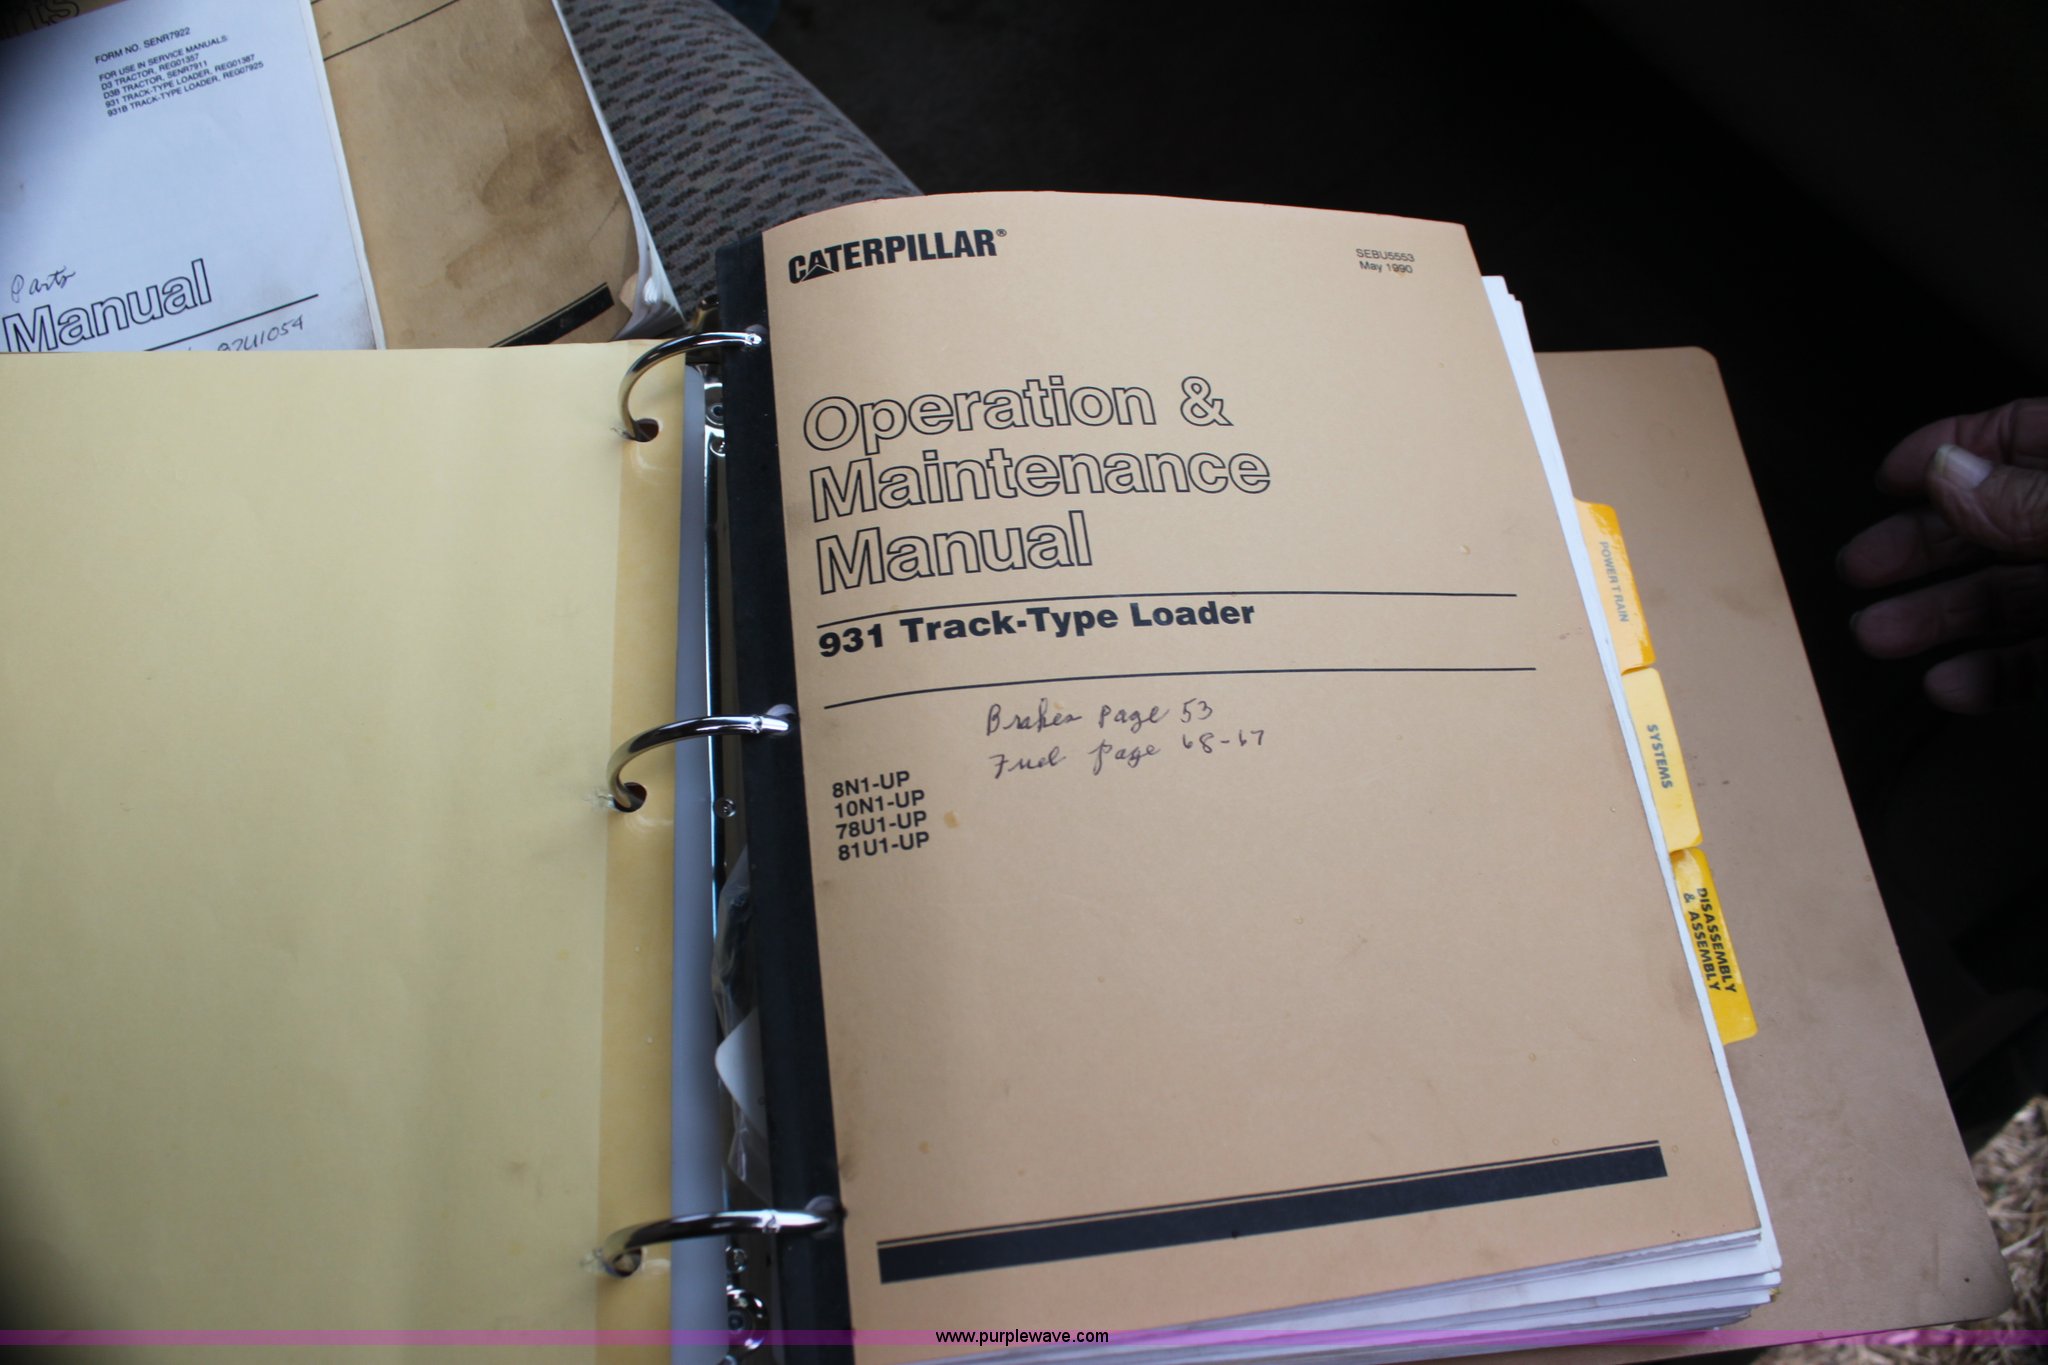 FORM NO. SENR7922
FOR USE IN SERVICE MANUALS:
D3 TRACTOR, REG01357
D3B TRACTOR, SENR7911
931 TRACK-TYPE LOADER, REG01367
931B TRACK-TYPE LOADER, REG07925
Parts
Manual
CATERPILLAR®
SEBU5553
May 1990
Operation &
Maintenance
Manual
931 Track-Type Loader
Brakes Page 53
Fuel page 68-67
8N1-UP
10N1-UP
78U1-UP
81U1-UP
POWER TRAIN
SYSTEMS
DISASSEMBLY
& ASSEMBLY
www.purplewave.com